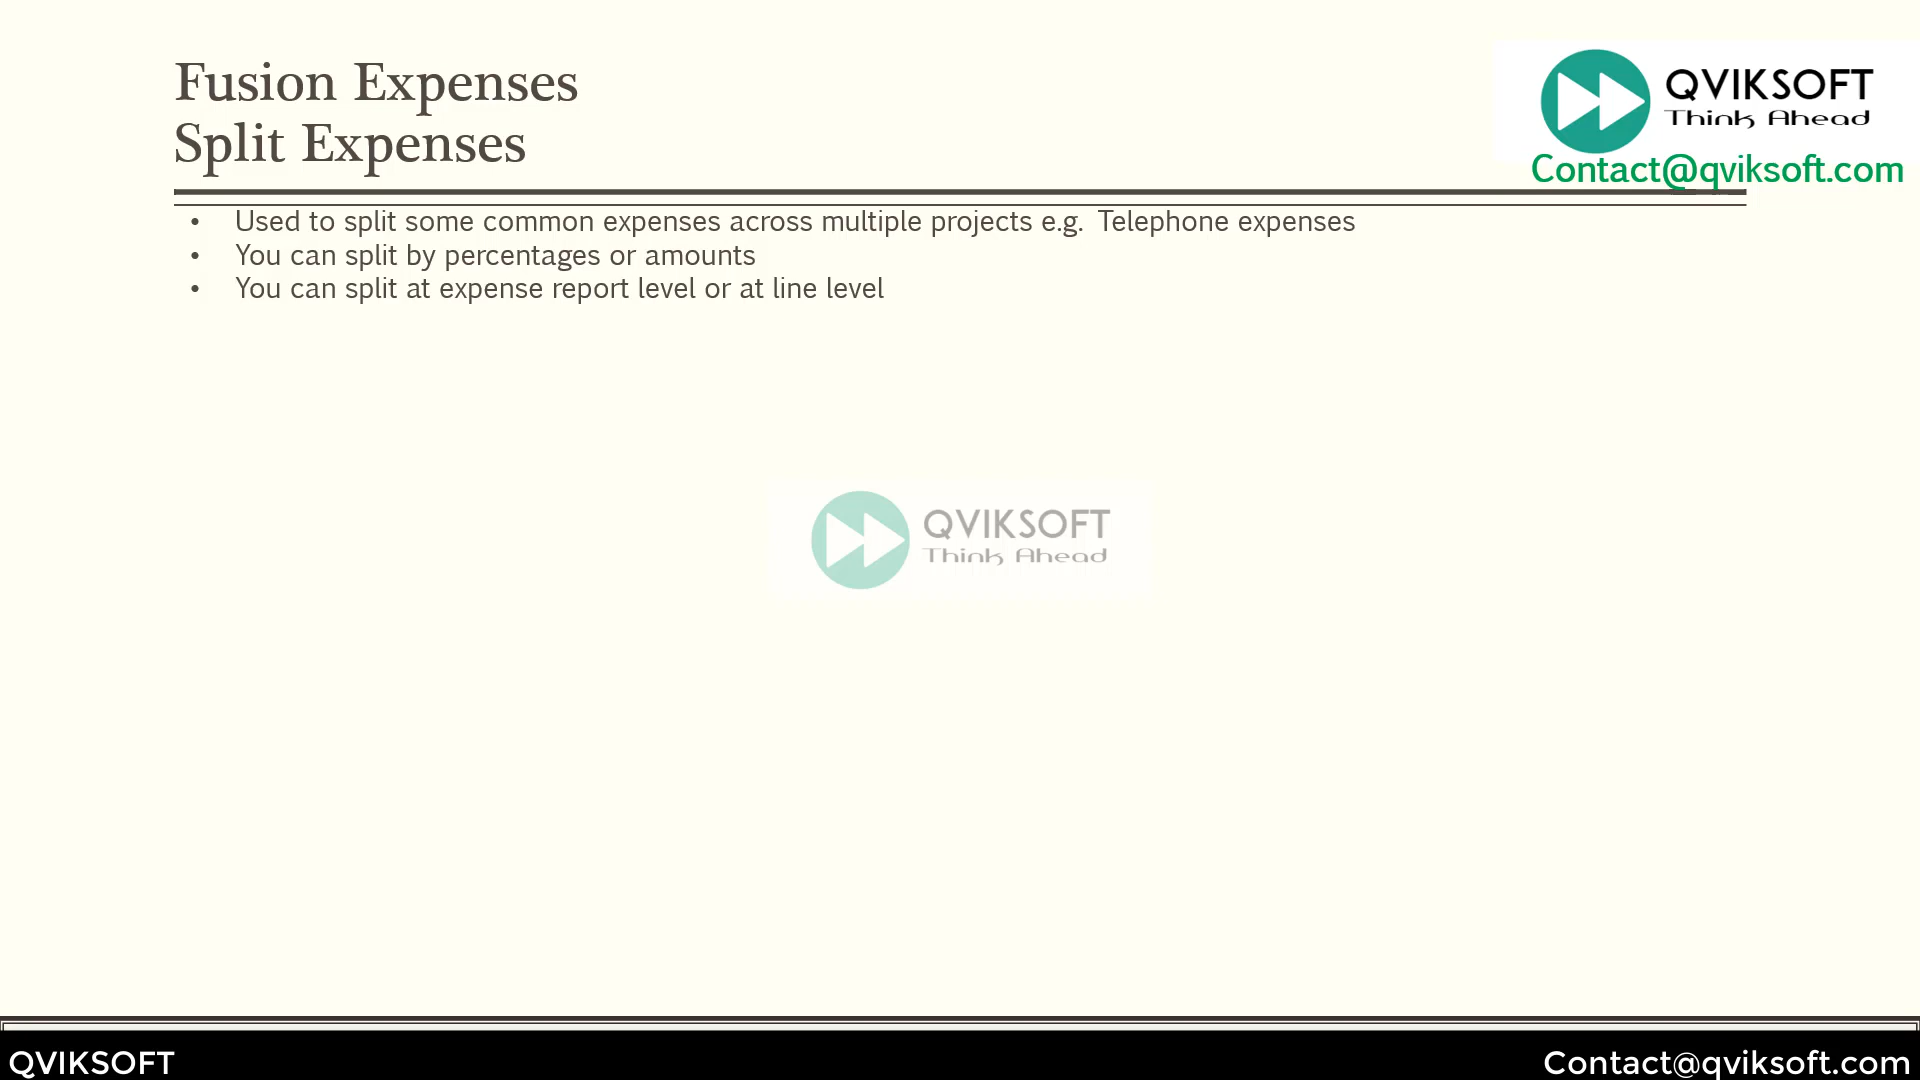 Fusion Expenses
Split Expenses
QVIKSOFT
Think Ahead
Contact@qviksoft.com
• Used to split some common expenses across multiple projects e.g. Telephone expenses
• You can split by percentages or amounts
• You can split at expense report level or at line level
QVIKSOFT
Think Ahead
QVIKSOFT
Contact@qviksoft.com